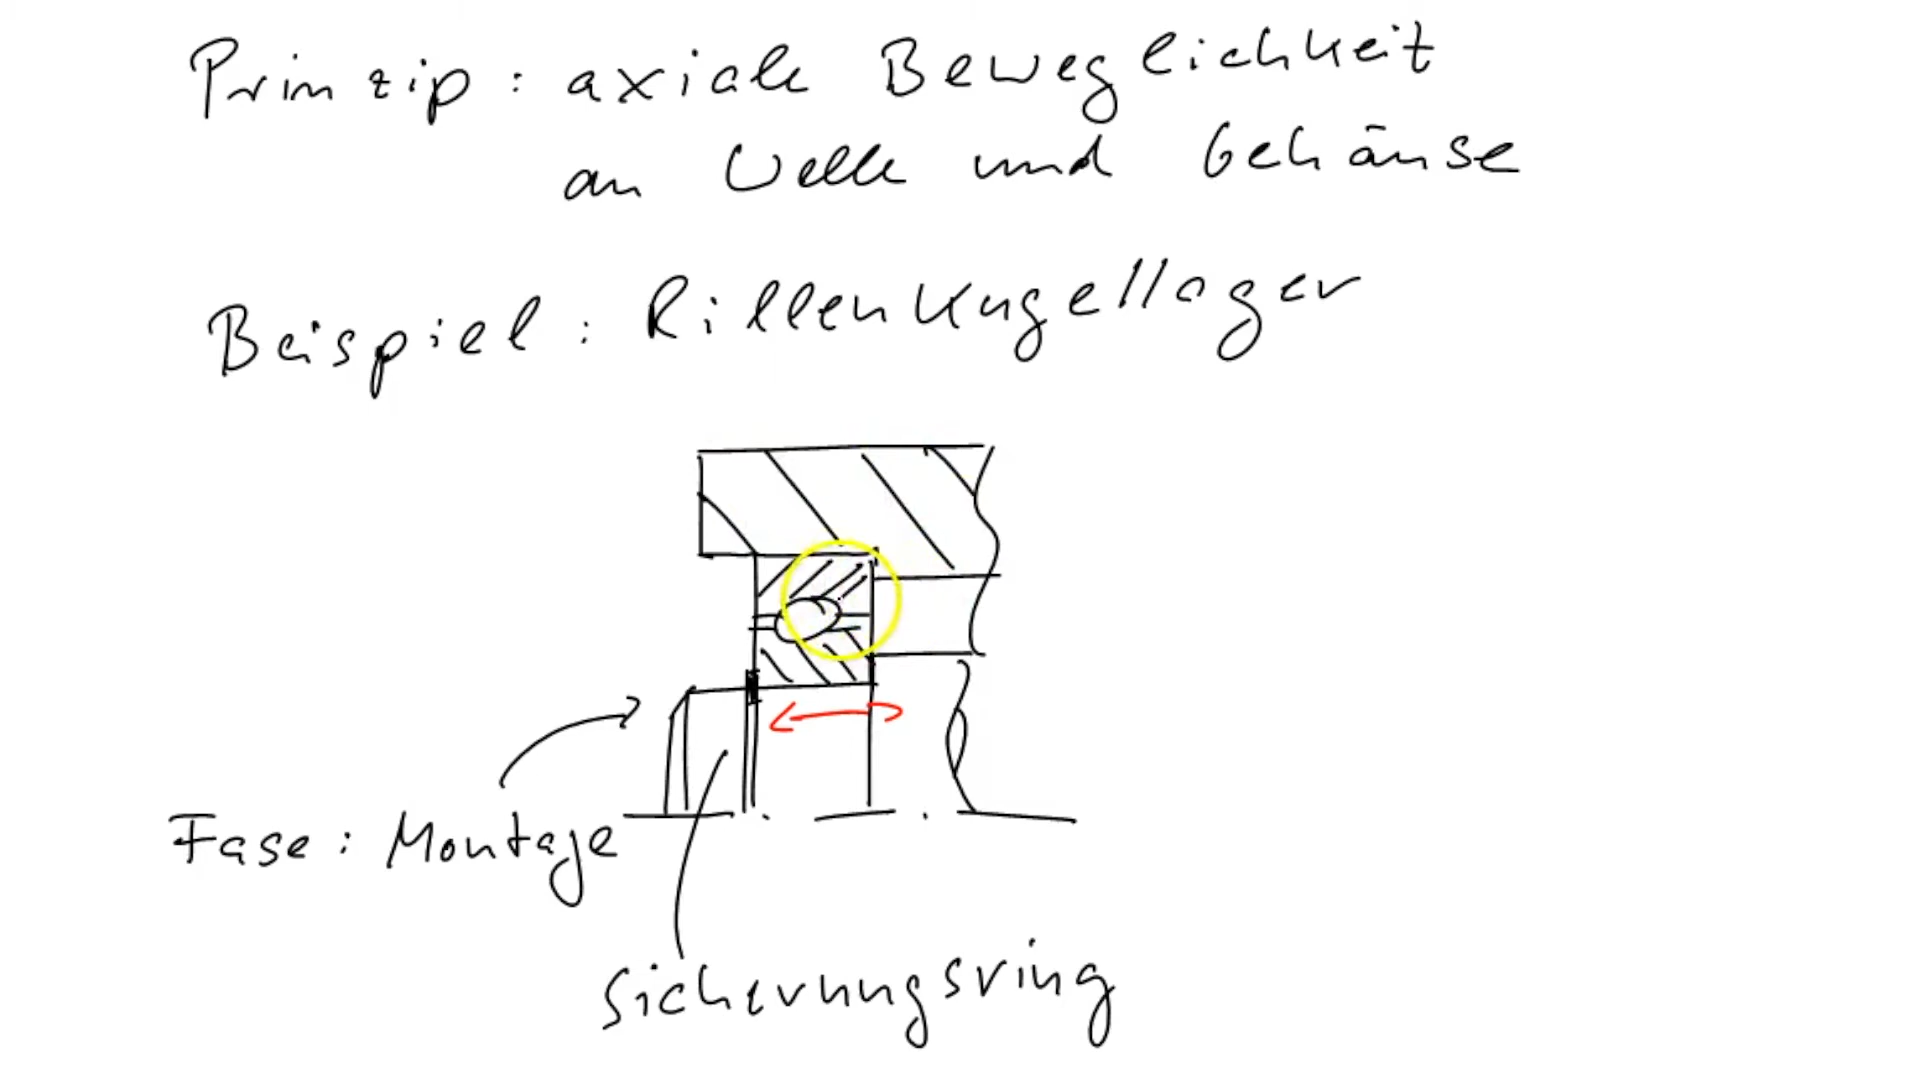 Prinzip: axiale Beweglichkeit
an Welle und Gehäuse
Beispiel: Rillenkugellager
Fase: Montage
Sicherungsring